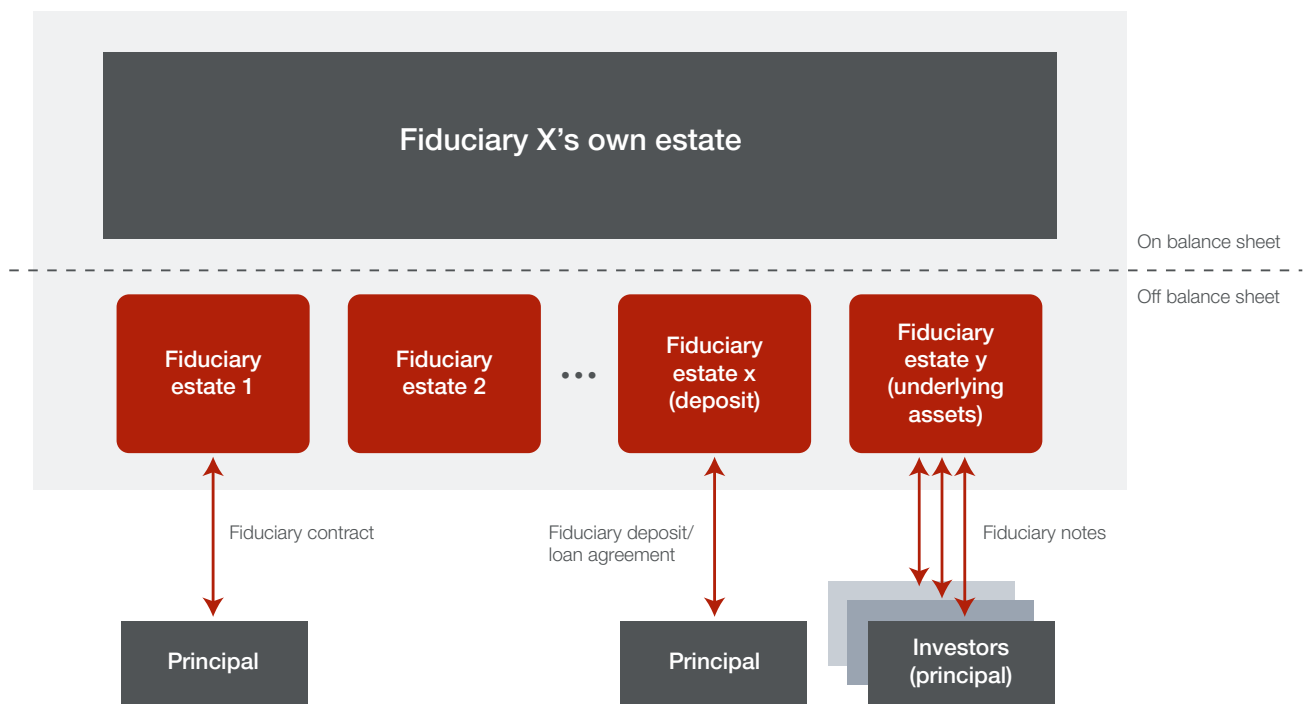 Fiduciary X’s own estate
On balance sheet
Off balance sheet
Fiduciary
estate 1
Fiduciary
estate 2
...
Fiduciary
estate x
(deposit)
Fiduciary
estate y
(underlying
assets)
Fiduciary contract
Fiduciary deposit/
loan agreement
Fiduciary notes
Principal
Principal
Investors
(principal)